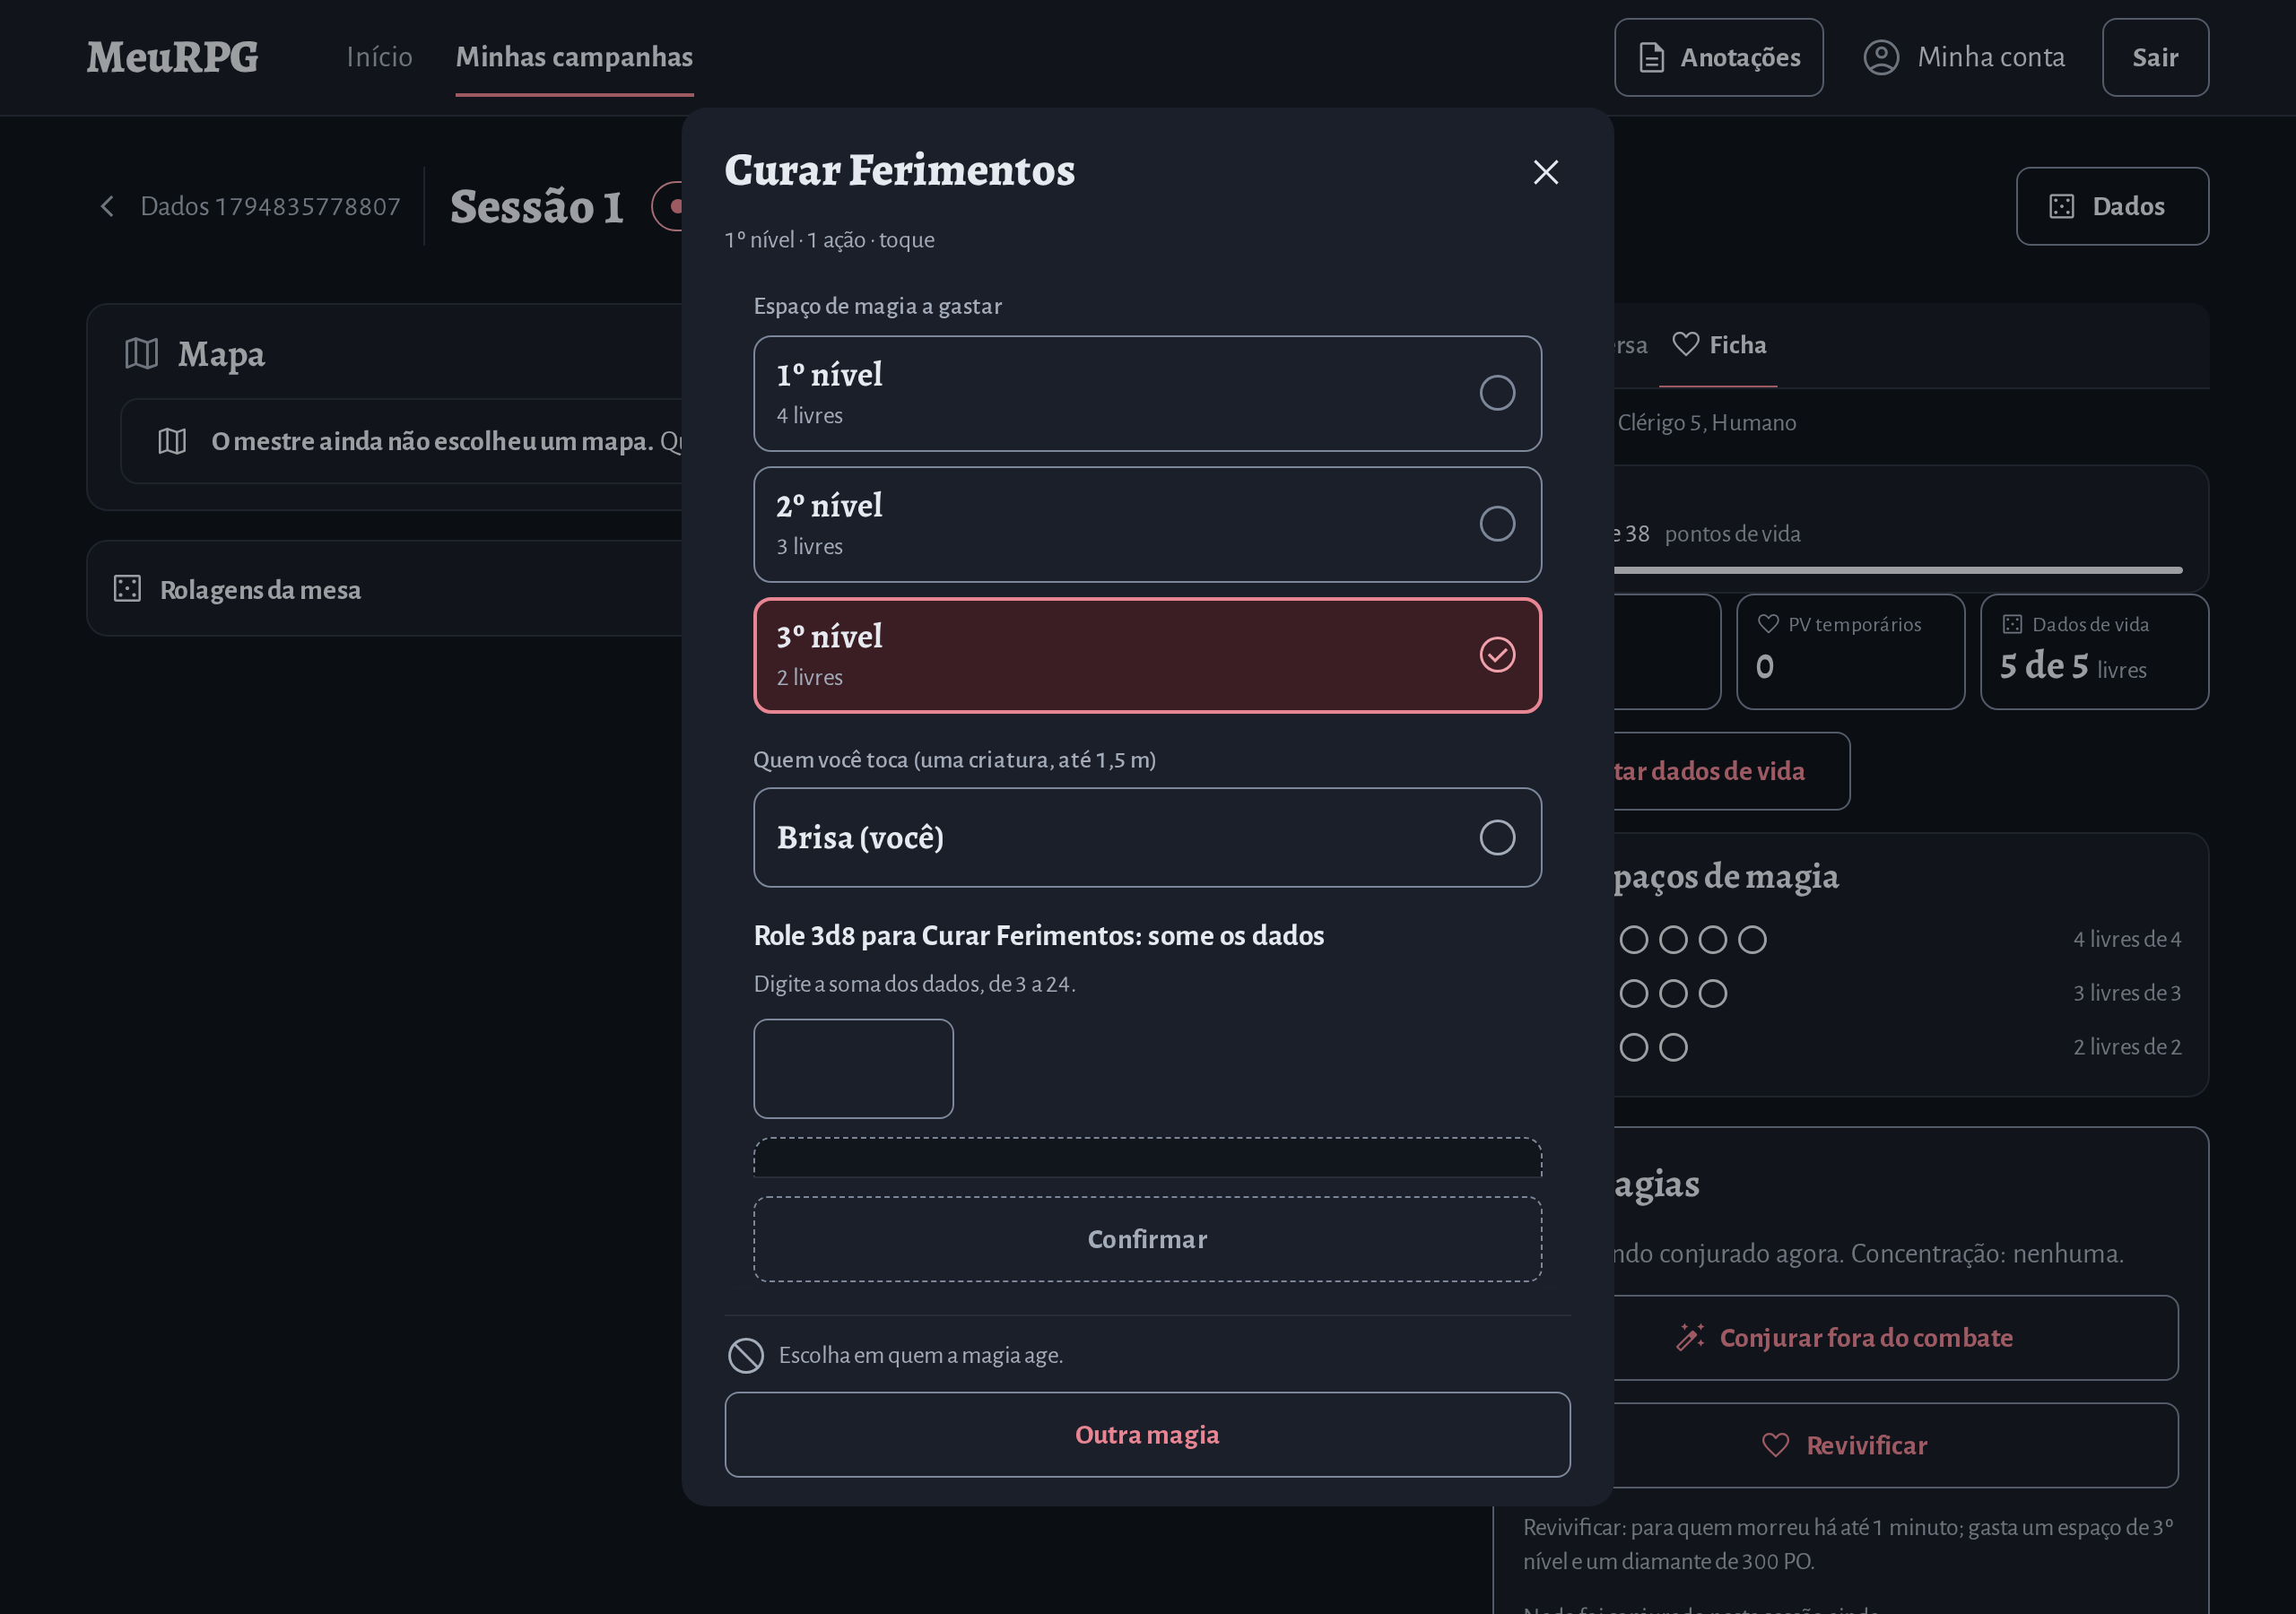 MeuRPG
Início
Minhas campanhas
Anotações
Minha conta
Sair
Dados 1794835778807
Sessão 1
Dados
Mapa
O mestre ainda não escolheu um mapa.
Rolagens da mesa
Curar Ferimentos
1º nível · 1 ação · toque
Espaço de magia a gastar
1º nível
4 livres
2º nível
3 livres
3º nível
2 livres
Quem você toca (uma criatura, até 1,5 m)
Brisa (você)
Role 3d8 para Curar Ferimentos: some os dados
Digite a soma dos dados, de 3 a 24.
Confirmar
Escolha em quem a magia age.
Outra magia
Ficha
Clérigo 5, Humano
38 pontos de vida
PV temporários
0
Dados de vida
5 de 5 livres
dados de vida
de magia
4 livres de 4
3 livres de 3
2 livres de 2
conjurado agora. Concentração: nenhuma.
Conjurar fora do combate
Revivificar
Revivificar: para quem morreu há até 1 minuto; gasta um espaço de 3º
nível e um diamante de 300 PO.